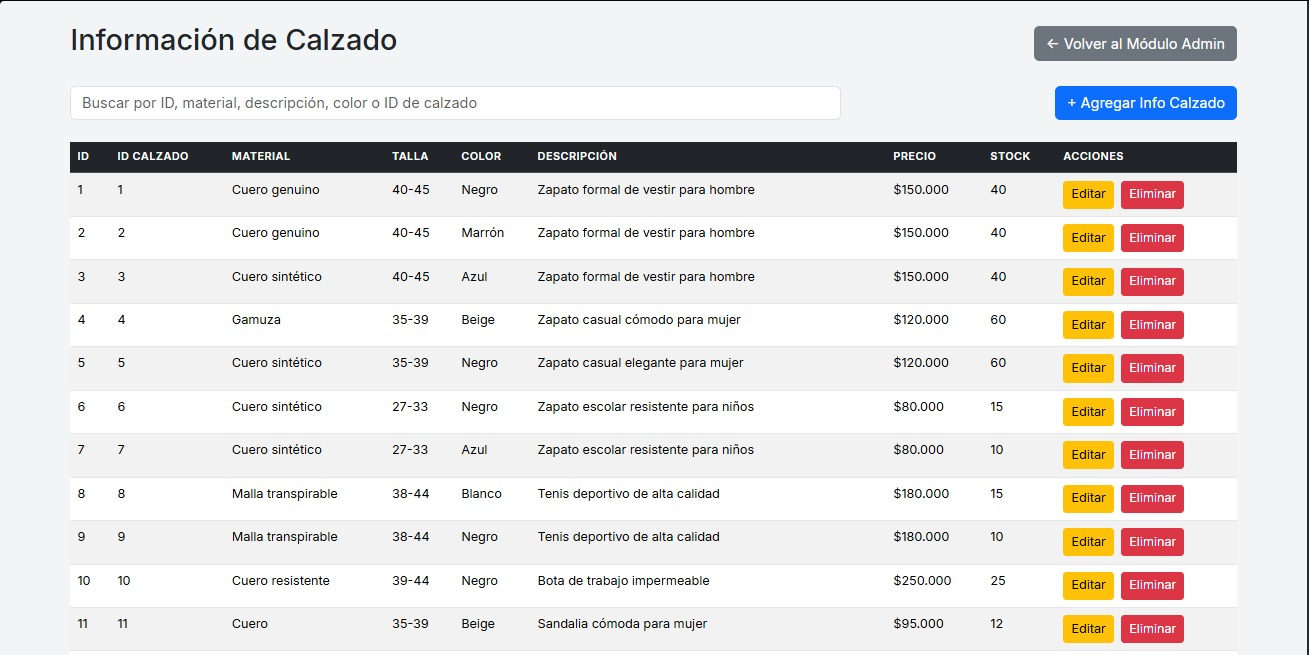 Información de Calzado
← Volver al Módulo Admin
Buscar por ID, material, descripción, color o ID de calzado
+ Agregar Info Calzado
ID ID CALZADO MATERIAL TALLA COLOR DESCRIPCIÓN PRECIO STOCK ACCIONES
1 1 Cuero genuino 40-45 Negro Zapato formal de vestir para hombre $150.000 40 Editar Eliminar
2 2 Cuero genuino 40-45 Marrón Zapato formal de vestir para hombre $150.000 40 Editar Eliminar
3 3 Cuero sintético 40-45 Azul Zapato formal de vestir para hombre $150.000 40 Editar Eliminar
4 4 Gamuza 35-39 Beige Zapato casual cómodo para mujer $120.000 60 Editar Eliminar
5 5 Cuero sintético 35-39 Negro Zapato casual elegante para mujer $120.000 60 Editar Eliminar
6 6 Cuero sintético 27-33 Negro Zapato escolar resistente para niños $80.000 15 Editar Eliminar
7 7 Cuero sintético 27-33 Azul Zapato escolar resistente para niños $80.000 10 Editar Eliminar
8 8 Malla transpirable 38-44 Blanco Tenis deportivo de alta calidad $180.000 15 Editar Eliminar
9 9 Malla transpirable 38-44 Negro Tenis deportivo de alta calidad $180.000 10 Editar Eliminar
10 10 Cuero resistente 39-44 Negro Bota de trabajo impermeable $250.000 25 Editar Eliminar
11 11 Cuero 35-39 Beige Sandalia cómoda para mujer $95.000 12 Editar Eliminar